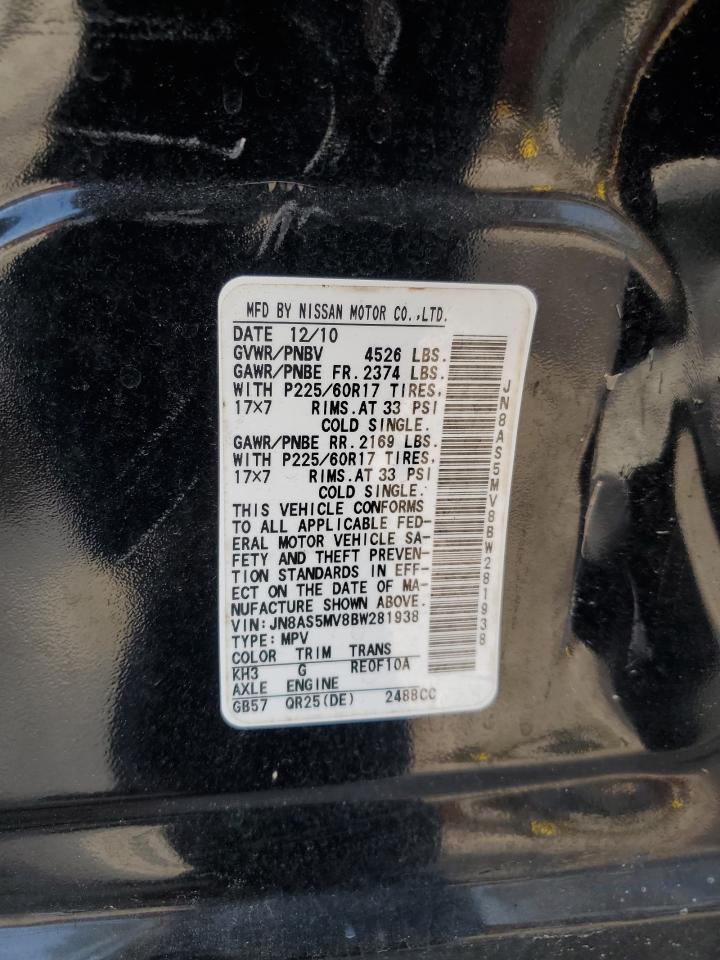 MFD BY NISSAN MOTOR CO.,LTD.
DATE 12/10
GVWR/PNBV 4526 LBS.
GAWR/PNBE FR. 2374 LBS.
WITH P225/60R17 TIRES,
17×7 RIMS.AT 33 PSI
COLD SINGLE.
GAWR/PNBE RR. 2169 LBS.
WITH P225/60R17 TIRES,
17×7 RIMS.AT 33 PSI
COLD SINGLE.
THIS VEHICLE CONFORMS
TO ALL APPLICABLE FED-
ERAL MOTOR VEHICLE SA-
FETY AND THEFT PREVEN-
TION STANDARDS IN EFF-
ECT ON THE DATE OF MA-
NUFACTURE SHOWN ABOVE.
VIN:JN8AS5MV8BW281938
TYPE:MPV
COLOR TRIM TRANS
KH3 G RE0F10A
AXLE ENGINE
GB57 QR25(DE) 2488CC
JN8AS5MV8BW281938